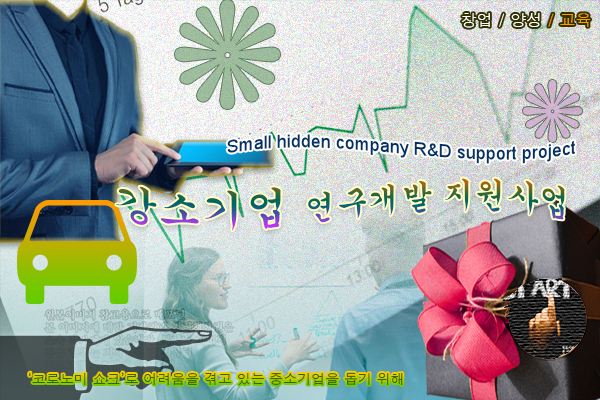 창업 / 양성 / 교육
Small hidden company R&D support project
강소기업 연구개발 지원사업
START
'코로노미 쇼크'로 어려움을 겪고 있는 중소기업을 돕기 위해